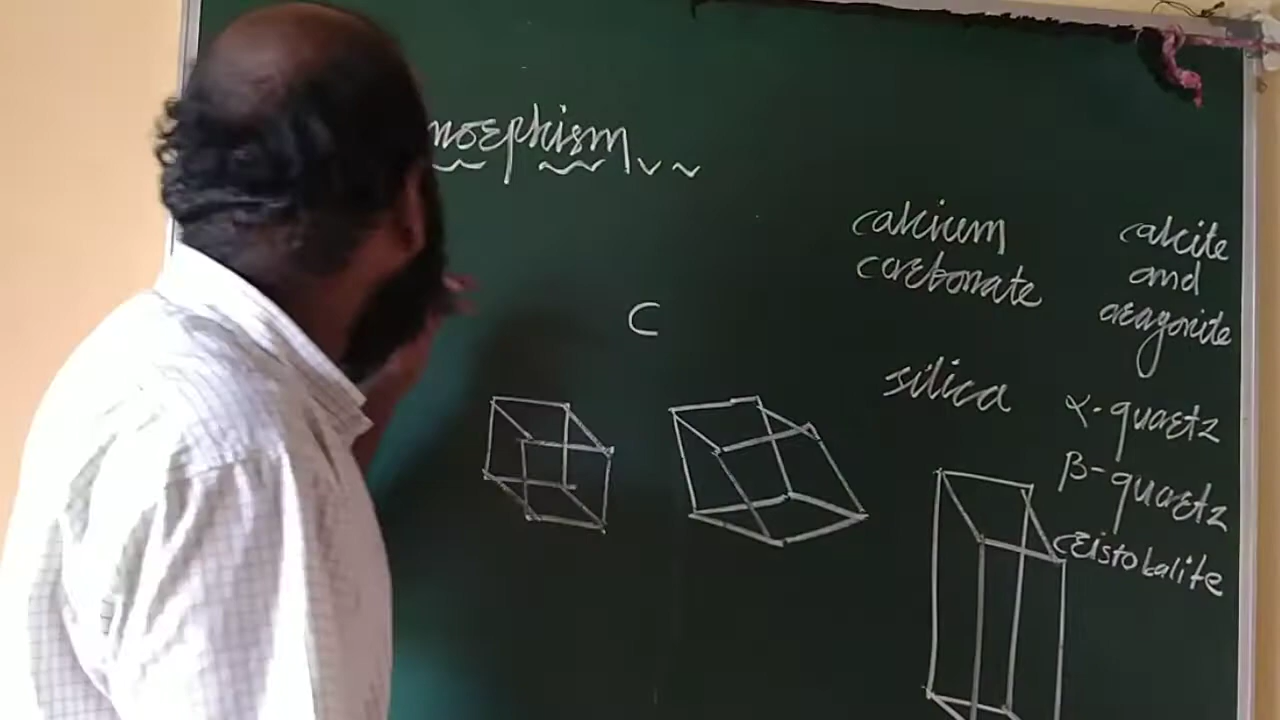 morphism
C
calcium
carbonate
calcite
and
aragonite
silica
α-quartz
β-quartz
cristobalite